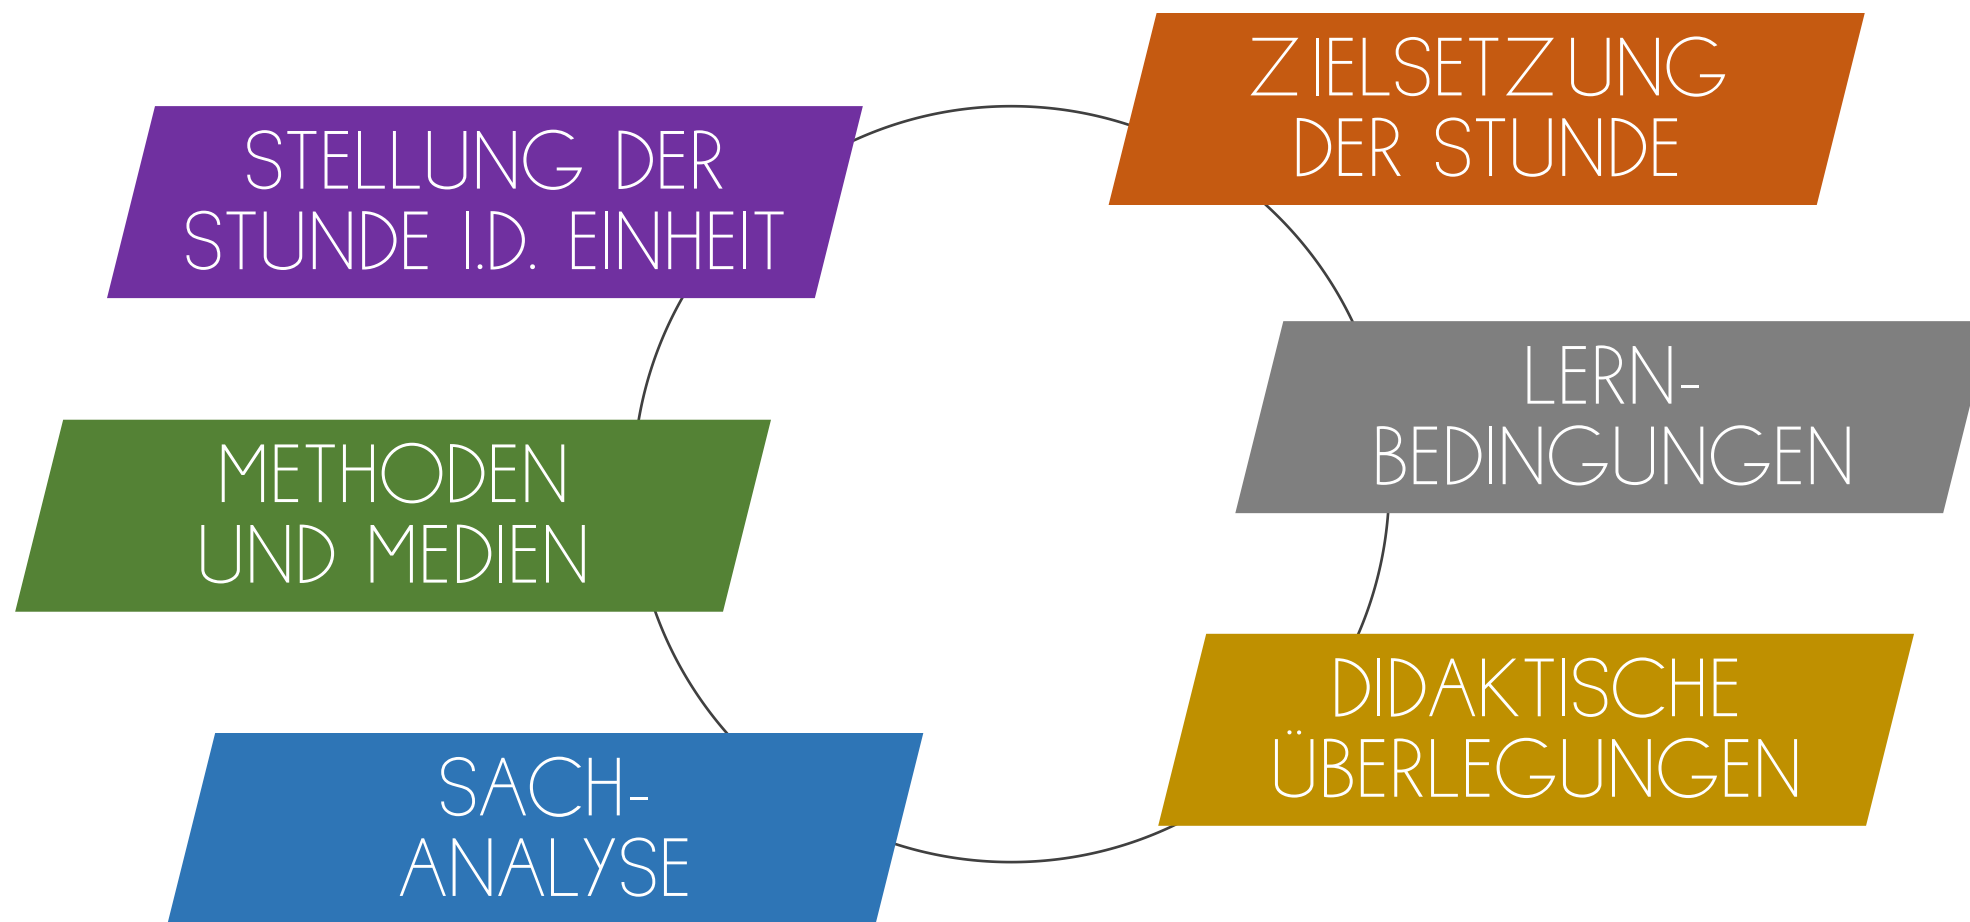 ZIELSETZUNG
DER STUNDE
STELLUNG DER
STUNDE I.D. EINHEIT
LERN-
BEDINGUNGEN
METHODEN
UND MEDIEN
DIDAKTISCHE
ÜBERLEGUNGEN
SACH-
ANALYSE